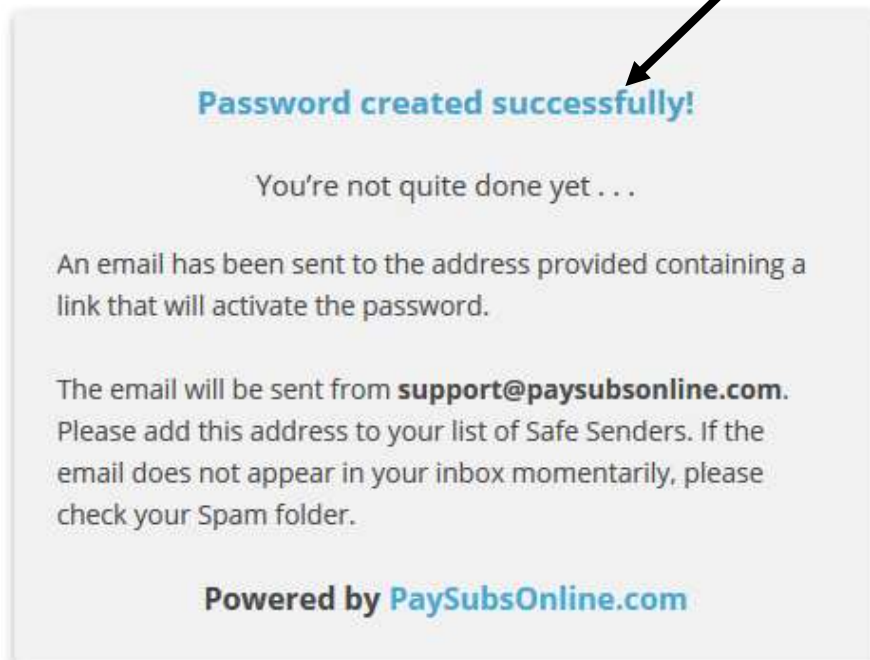 Password created successfully!
You're not quite done yet . . .
An email has been sent to the address provided containing a
link that will activate the password.
The email will be sent from support@paysubsonline.com.
Please add this address to your list of Safe Senders. If the
email does not appear in your inbox momentarily, please
check your Spam folder.
Powered by PaySubsOnline.com